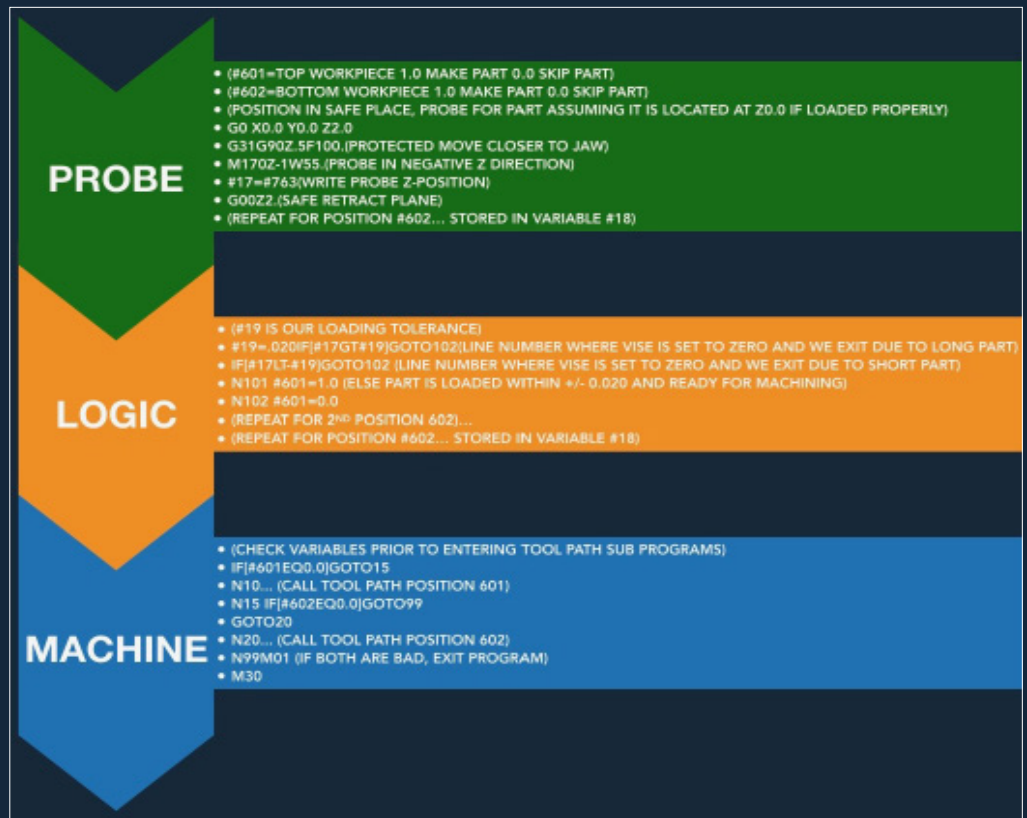 PROBE
• (#601=TOP WORKPIECE 1.0 MAKE PART 0.0 SKIP PART)
• (#602=BOTTOM WORKPIECE 1.0 MAKE PART 0.0 SKIP PART)
• (POSITION IN SAFE PLACE, PROBE FOR PART ASSUMING IT IS LOCATED AT Z0.0 IF LOADED PROPERLY)
• G0 X0.0 Y0.0 Z2.0
• G31G90Z.5F100.(PROTECTED MOVE CLOSER TO JAW)
• M170Z-1W55.(PROBE IN NEGATIVE Z DIRECTION)
• #17=#763(WRITE PROBE Z-POSITION)
• G00Z2.(SAFE RETRACT PLANE)
• (REPEAT FOR POSITION #602... STORED IN VARIABLE #18)
LOGIC
• (#19 IS OUR LOADING TOLERANCE)
• #19=.020IF[#17GT#19]GOTO102(LINE NUMBER WHERE VISE IS SET TO ZERO AND WE EXIT DUE TO LONG PART)
• IF[#17LT-#19]GOTO102 (LINE NUMBER WHERE VISE IS SET TO ZERO AND WE EXIT DUE TO SHORT PART)
• N101 #601=1.0 (ELSE PART IS LOADED WITHIN +/- 0.020 AND READY FOR MACHINING)
• N102 #601=0.0
• (REPEAT FOR 2ND POSITION 602)...
• (REPEAT FOR POSITION #602... STORED IN VARIABLE #18)
MACHINE
• (CHECK VARIABLES PRIOR TO ENTERING TOOL PATH SUB PROGRAMS)
• IF[#601EQ0.0]GOTO15
• N10... (CALL TOOL PATH POSITION 601)
• N15 IF[#602EQ0.0]GOTO99
• GOTO20
• N20... (CALL TOOL PATH POSITION 602)
• N99M01 (IF BOTH ARE BAD, EXIT PROGRAM)
• M30